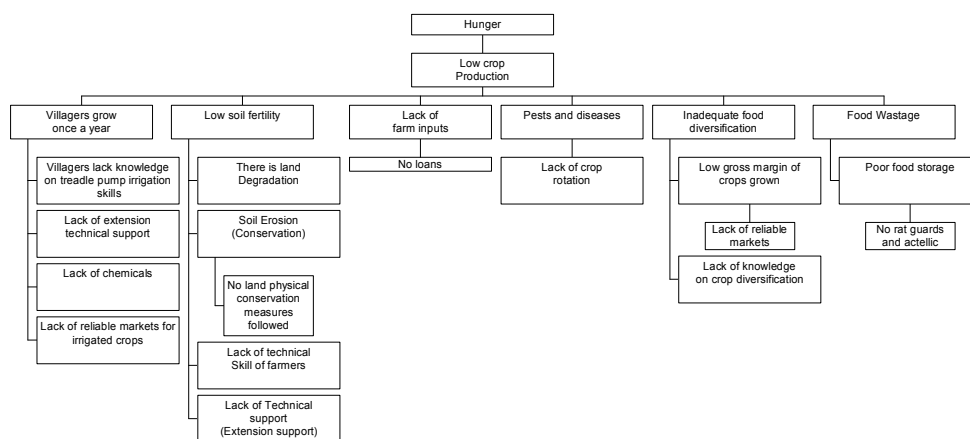 Hunger
Low crop
Production
Villagers grow
once a year
Villagers lack knowledge
on treadle pump irrigation
skills
Lack of extension
technical support
Lack of chemicals
Lack of reliable markets for
irrigated crops
Low soil fertility
There is land
Degradation
Soil Erosion
(Conservation)
No land physical
conservation
measures
followed
Lack of technical
Skill of farmers
Lack of Technical
support
(Extension support)
Lack of
farm inputs
No loans
Pests and diseases
Lack of crop
rotation
Inadequate food
diversification
Low gross margin of
crops grown
Lack of reliable
markets
Lack of knowledge
on crop diversification
Food Wastage
Poor food storage
No rat guards
and actellic